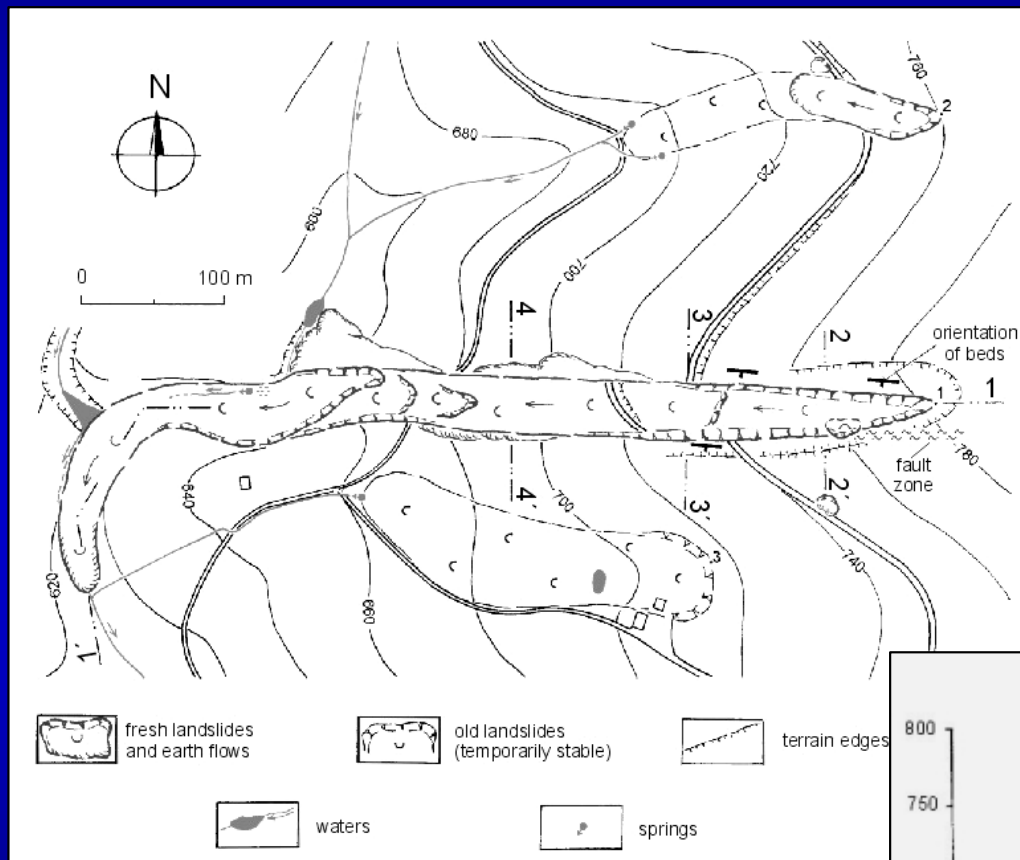 N
0 100 m
680
600
780
2
720
700
4
3
2
orientation
of beds
1
1
fault
zone
780
640
4'
700
3'
2'
3
740
620
660
1'
fresh landslides
and earth flows
old landslides
(temporarily stable)
terrain edges
waters
springs
800
750